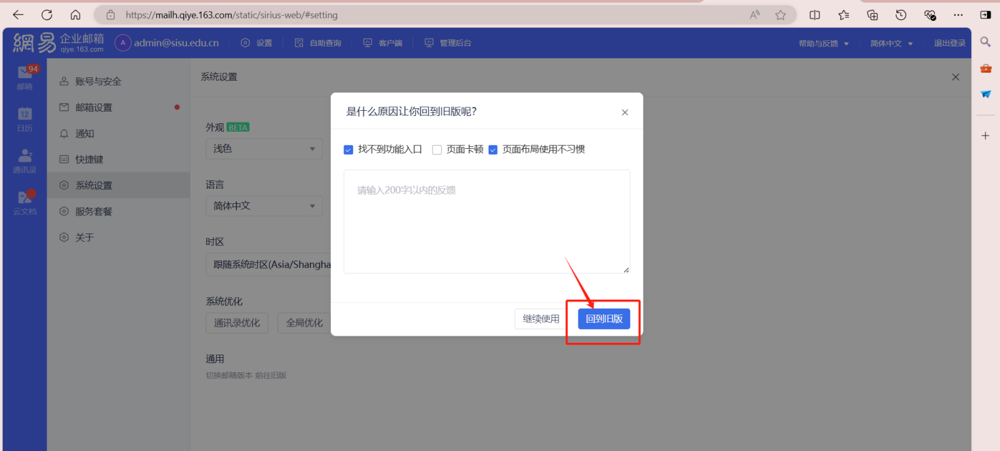 https://mailh.qiye.163.com/static/sirius-web/#setting
網易 企业邮箱
qiye.163.com
A admin@sisu.edu.cn 设置 自助查询 客户端 管理后台 帮助与反馈 简体中文 退出登录
94
邮箱
12
日历
通讯录
云文档
账号与安全
邮箱设置
通知
快捷键
系统设置
服务套餐
关于
系统设置
外观 BETA
浅色
语言
简体中文
时区
跟随系统时区(Asia/Shangha
系统优化
通讯录优化 全局优化
通用
切换邮箱版本 前往旧版
是什么原因让你回到旧版呢?
找不到功能入口 页面卡顿 页面布局使用不习惯
请输入200字以内的反馈
继续使用 回到旧版